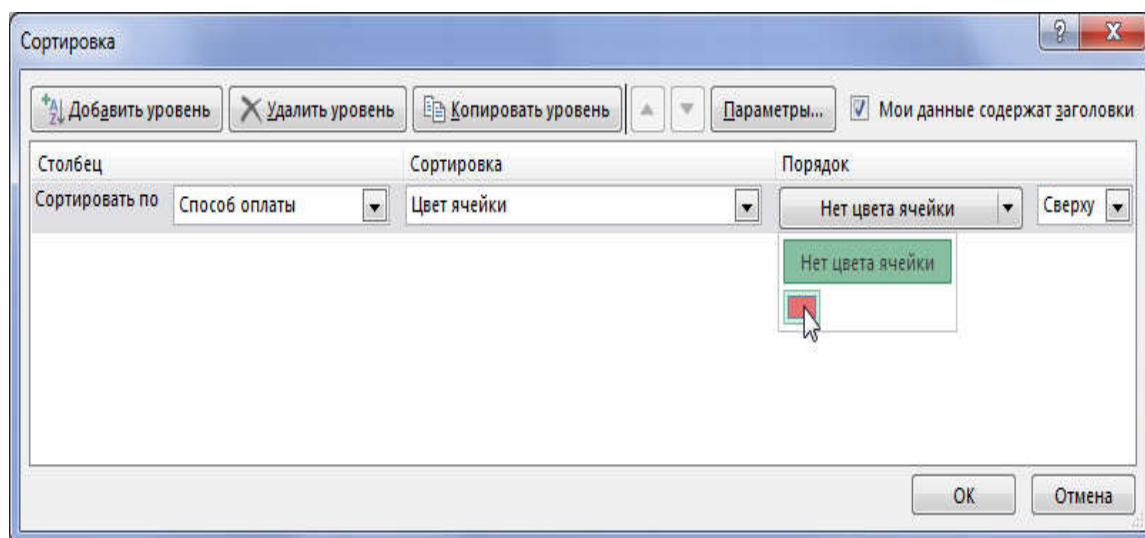 Сортировка
Добавить уровень Удалить уровень Копировать уровень Параметры... Мои данные содержат заголовки
Столбец Сортировка Порядок
Сортировать по Способ оплаты Цвет ячейки Нет цвета ячейки Сверху
Нет цвета ячейки
ОК Отмена